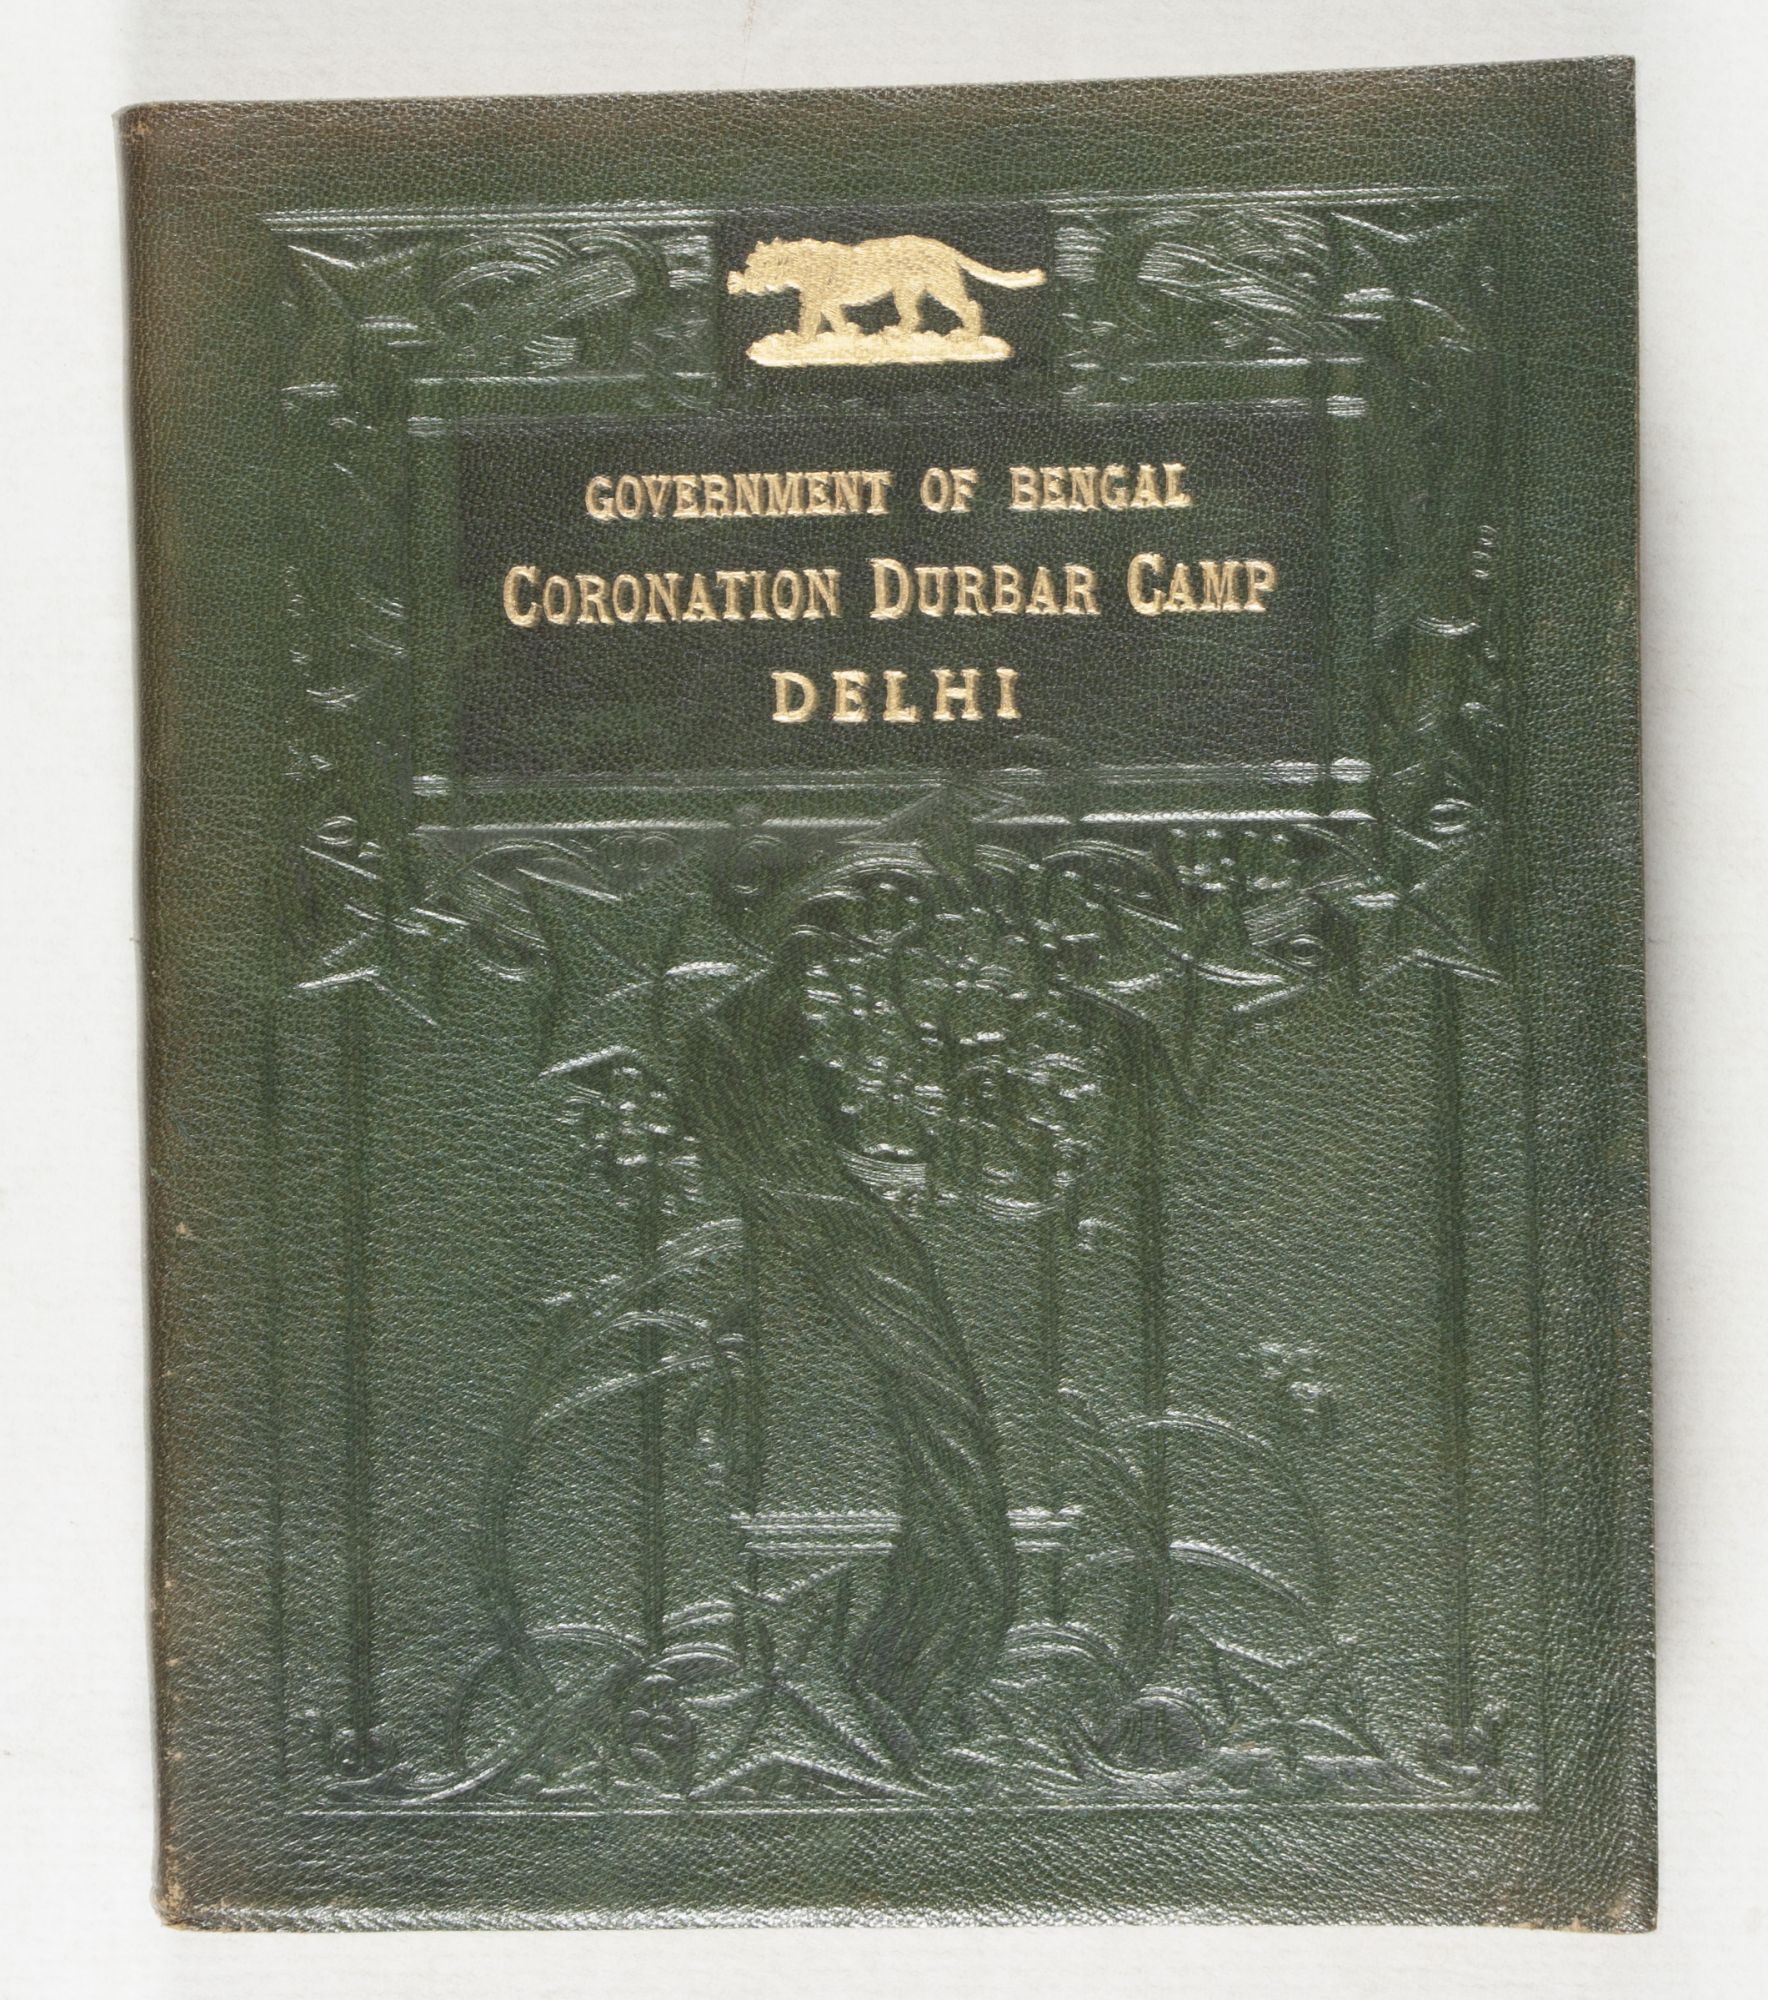 GOVERNMENT OF BENGAL
CORONATION DURBAR CAMP
DELHI